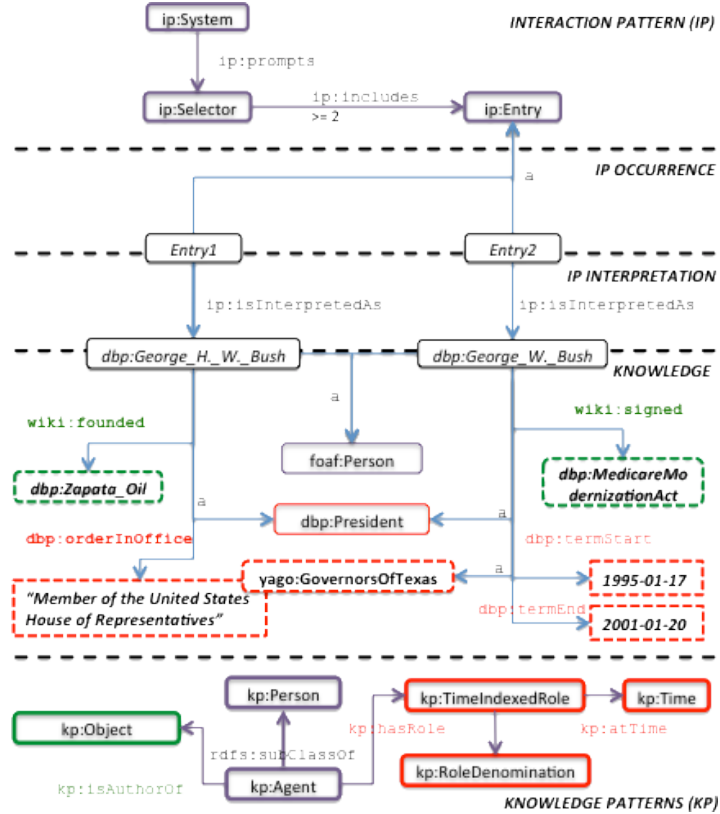 ip:System
INTERACTION PATTERN (IP)
ip:prompts
ip:Selector
ip:includes
>= 2
ip:Entry
a
IP OCCURRENCE
Entry1
Entry2
IP INTERPRETATION
ip:isInterpretedAs
ip:isInterpretedAs
dbp:George_H._W._Bush
dbp:George_W._Bush
KNOWLEDGE
a
wiki:founded
wiki:signed
foaf:Person
dbp:Zapata_Oil
dbp:MedicareMo
dernizationAct
a
a
dbp:President
dbp:orderInOffice
dbp:termStart
a
yago:GovernorsOfTexas
1995-01-17
“Member of the United States
House of Representatives”
dbp:termEnd
2001-01-20
kp:Person
kp:TimeIndexedRole
kp:Time
kp:Object
kp:hasRole
kp:atTime
rdfs:subClassOf
kp:RoleDenomination
kp:isAuthorOf
kp:Agent
KNOWLEDGE PATTERNS (KP)